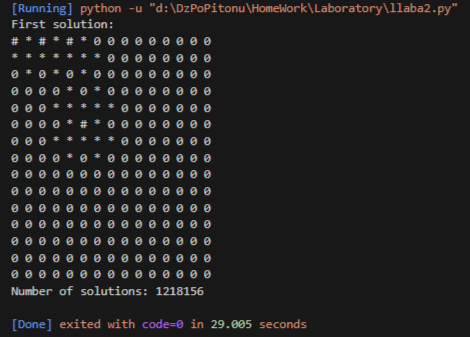 [Running] python -u "d:\DzPoPitonu\HomeWork\Laboratory\llaba2.py"
First solution:
# * # * # * 0 0 0 0 0 0 0 0 0
* * * * * * * 0 0 0 0 0 0 0 0
0 * 0 * 0 * 0 0 0 0 0 0 0 0 0
0 0 0 0 * 0 * 0 0 0 0 0 0 0 0
0 0 0 * * * * * 0 0 0 0 0 0 0
0 0 0 0 * # * 0 0 0 0 0 0 0 0
0 0 0 * * * * * 0 0 0 0 0 0 0
0 0 0 0 * 0 * 0 0 0 0 0 0 0 0
0 0 0 0 0 0 0 0 0 0 0 0 0 0 0
0 0 0 0 0 0 0 0 0 0 0 0 0 0 0
0 0 0 0 0 0 0 0 0 0 0 0 0 0 0
0 0 0 0 0 0 0 0 0 0 0 0 0 0 0
0 0 0 0 0 0 0 0 0 0 0 0 0 0 0
0 0 0 0 0 0 0 0 0 0 0 0 0 0 0
0 0 0 0 0 0 0 0 0 0 0 0 0 0 0
Number of solutions: 1218156
[Done] exited with code=0 in 29.005 seconds